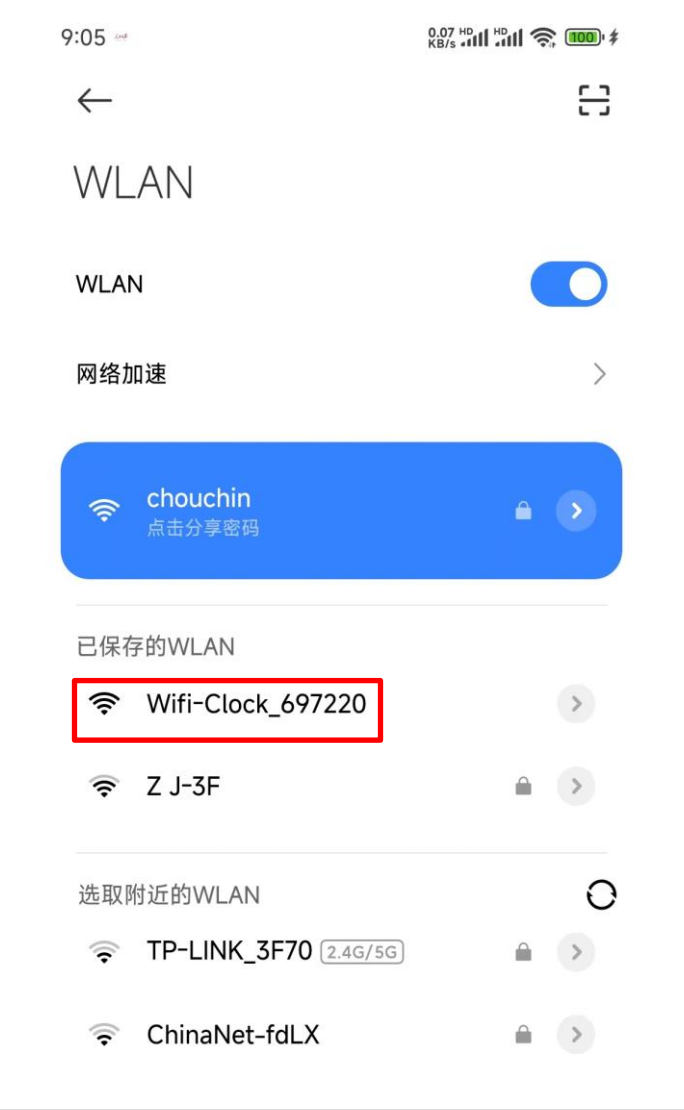 9:05
0.07 KB/s HD HD 100
WLAN
WLAN
网络加速
chouchin
点击分享密码
已保存的WLAN
Wifi-Clock_697220
Z J-3F
选取附近的WLAN
TP-LINK_3F70 2.4G/5G
ChinaNet-fdLX